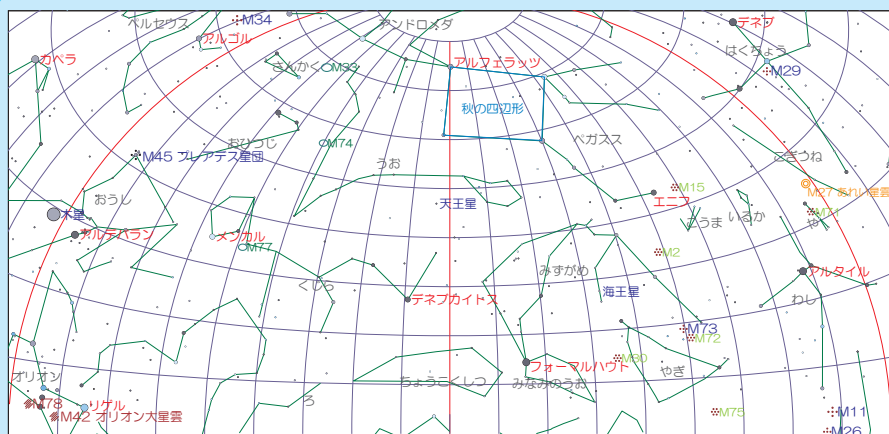 ペルセウス
M34
アンドロメダ
デネブ
アルゴル
はくちょう
カペラ
さんかく
M33
アルフェラッツ
M29
秋の四辺形
おひつじ
M74
ペガスス
こぎつね
M45 プレアデス星団
うお
M15
M27 あれい星雲
おうし
天王星
エニフ
M71
木星
こうま
いるか
や
アルデバラン
メンカル
M77
M2
くじら
みずがめ
アルタイル
デネブカイトス
海王星
わし
M73
M72
フォーマルハウト
M30
オリオン
ちょうこくしつ
みなみのうお
やぎ
M78
リゲル
ろ
M75
M11
M42 オリオン大星雲
M26